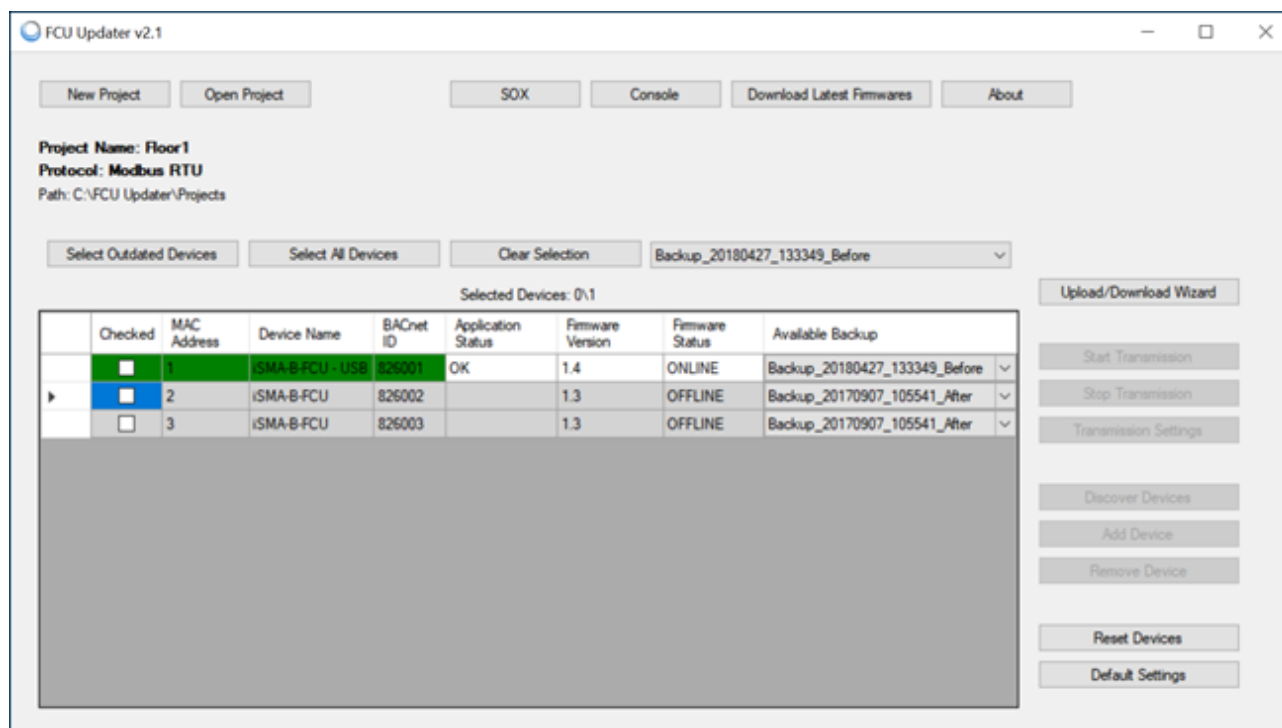 FCU Updater v2.1
New Project Open Project SOX Console Download Latest Firmwares About
Project Name: Floor1
Protocol: Modbus RTU
Path: C:\FCU Updater\Projects
Select Outdated Devices Select All Devices Clear Selection Backup_20180427_133349_Before
Selected Devices: 0\1
Upload/Download Wizard
Checked MAC Address Device Name BACnet ID Application Status Firmware Version Firmware Status Available Backup
1 iSMA-B-FCU - USB 826001 OK 1.4 ONLINE Backup_20180427_133349_Before
2 iSMA-B-FCU 826002 1.3 OFFLINE Backup_20170907_105541_After
3 iSMA-B-FCU 826003 1.3 OFFLINE Backup_20170907_105541_After
Start Transmission
Stop Transmission
Transmission Settings
Discover Devices
Add Device
Remove Device
Reset Devices
Default Settings